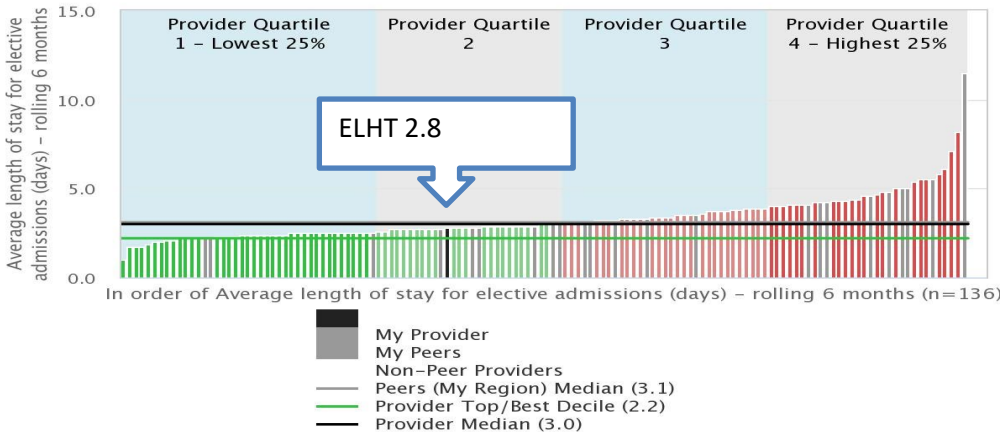 Average length of stay for elective
admissions (days) – rolling 6 months
15.0
10.0
5.0
0.0
Provider Quartile
1 – Lowest 25%
Provider Quartile
2
Provider Quartile
3
Provider Quartile
4 – Highest 25%
ELHT 2.8
In order of Average length of stay for elective admissions (days) – rolling 6 months (n=136)
My Provider
My Peers
Non-Peer Providers
Peers (My Region) Median (3.1)
Provider Top/Best Decile (2.2)
Provider Median (3.0)